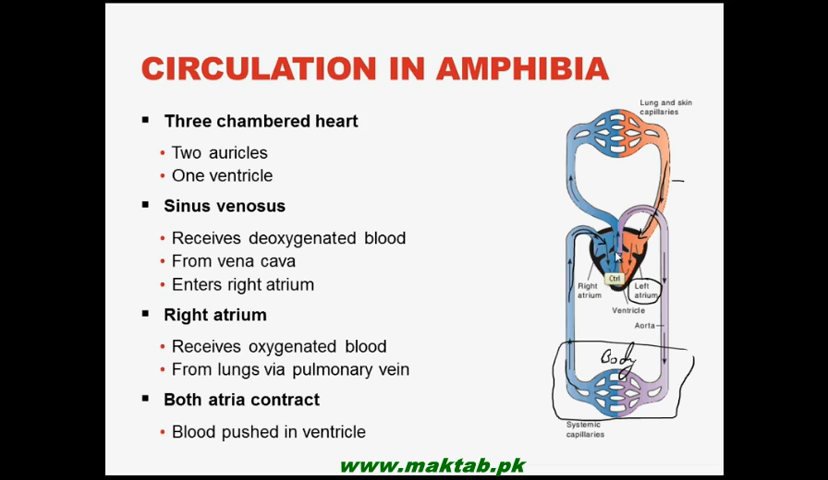 CIRCULATION IN AMPHIBIA
Three chambered heart
Two auricles
One ventricle
Sinus venosus
Receives deoxygenated blood
From vena cava
Enters right atrium
Right atrium
Receives oxygenated blood
From lungs via pulmonary vein
Both atria contract
Blood pushed in ventricle
Lung and skin
capillaries
Ctrl
Right
atrium
Left
atrium
Ventricle
Aorta
Body
Systemic
capillaries
www.maktab.pk